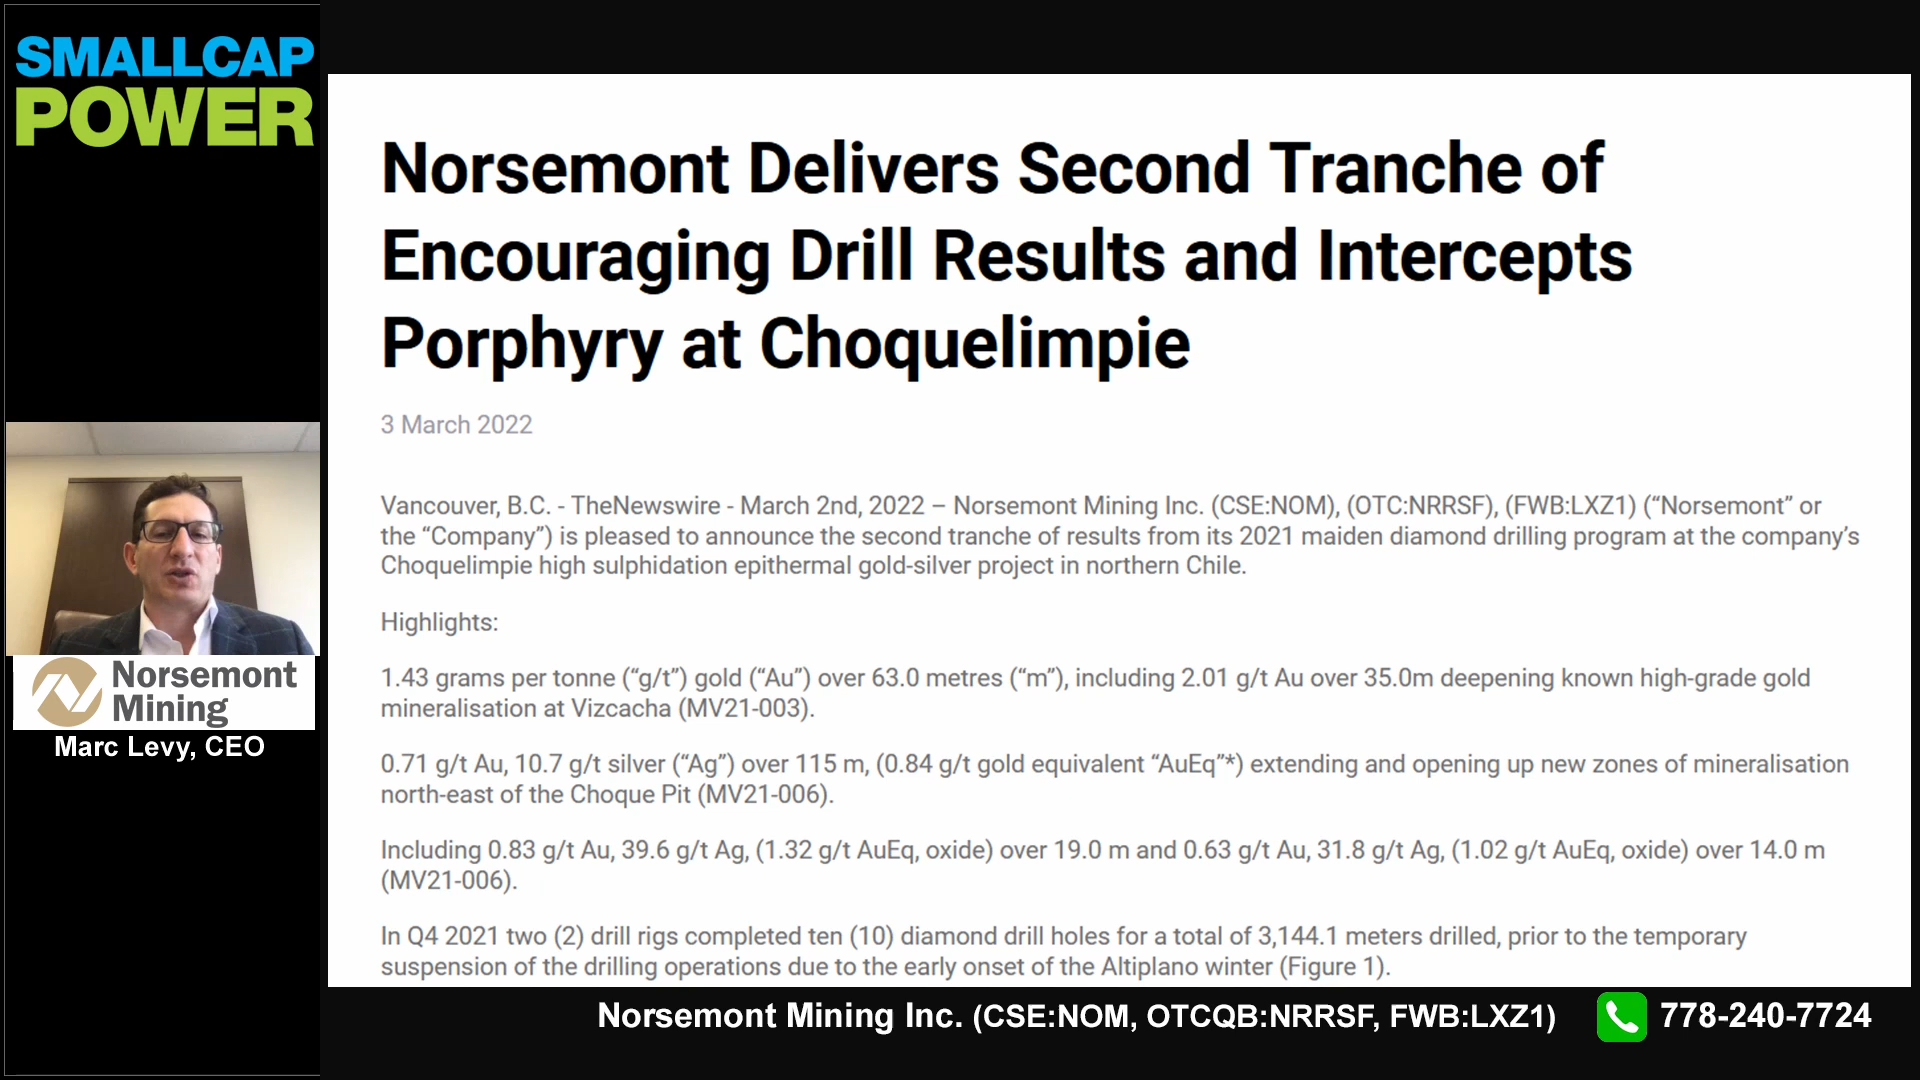 SMALLCAP
POWER
Norsemont Delivers Second Tranche of
Encouraging Drill Results and Intercepts
Porphyry at Choquelimpie
3 March 2022
Vancouver, B.C. - TheNewswire - March 2nd, 2022 – Norsemont Mining Inc. (CSE:NOM), (OTC:NRRSF), (FWB:LXZ1) (“Norsemont” or
the “Company”) is pleased to announce the second tranche of results from its 2021 maiden diamond drilling program at the company’s
Choquelimpie high sulphidation epithermal gold-silver project in northern Chile.
Highlights:
1.43 grams per tonne (“g/t”) gold (“Au”) over 63.0 metres (“m”), including 2.01 g/t Au over 35.0m deepening known high-grade gold
mineralisation at Vizcacha (MV21-003).
0.71 g/t Au, 10.7 g/t silver (“Ag”) over 115 m, (0.84 g/t gold equivalent “AuEq”*) extending and opening up new zones of mineralisation
north-east of the Choque Pit (MV21-006).
Including 0.83 g/t Au, 39.6 g/t Ag, (1.32 g/t AuEq, oxide) over 19.0 m and 0.63 g/t Au, 31.8 g/t Ag, (1.02 g/t AuEq, oxide) over 14.0 m
(MV21-006).
In Q4 2021 two (2) drill rigs completed ten (10) diamond drill holes for a total of 3,144.1 meters drilled, prior to the temporary
suspension of the drilling operations due to the early onset of the Altiplano winter (Figure 1).
Norsemont
Mining
Marc Levy, CEO
Norsemont Mining Inc. (CSE:NOM, OTCQB:NRRSF, FWB:LXZ1)
778-240-7724